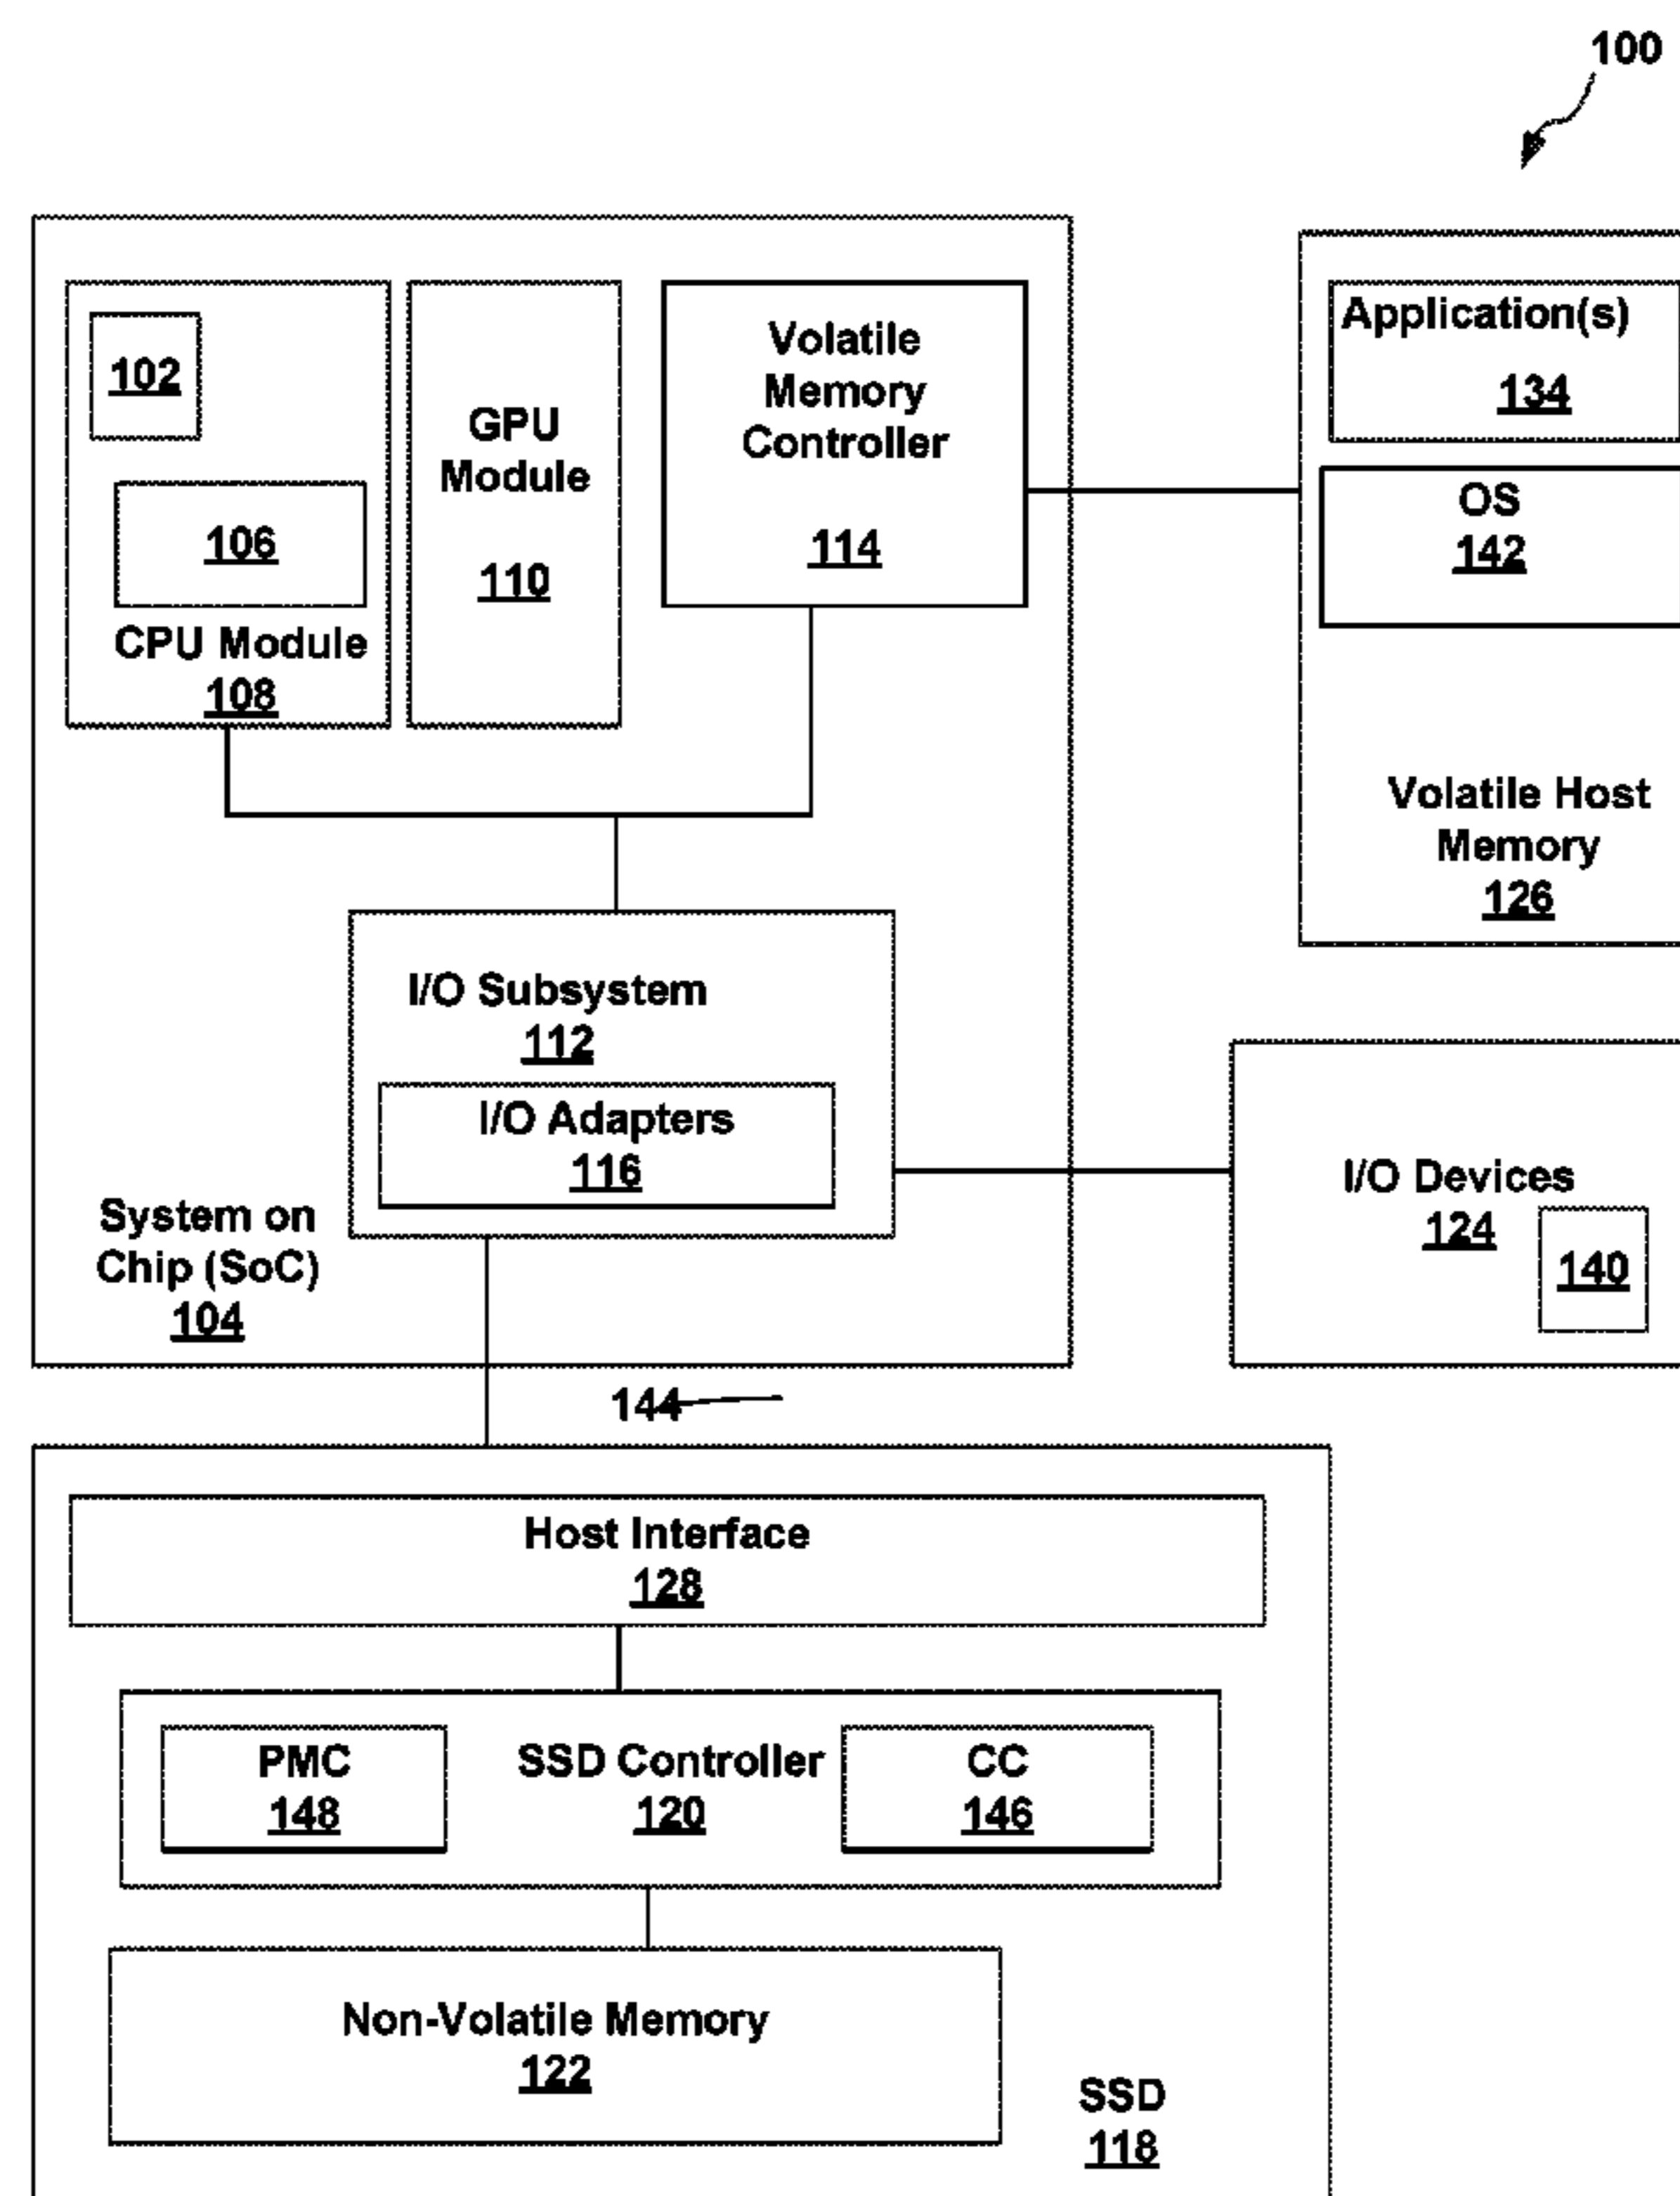 100
102
106
CPU Module
108
GPU
Module
110
Volatile
Memory
Controller
114
Application(s)
134
OS
142
Volatile Host
Memory
126
I/O Subsystem
112
I/O Adapters
116
System on
Chip (SoC)
104
I/O Devices
124
140
144
Host Interface
128
PMC
148
SSD Controller
120
CC
146
Non-Volatile Memory
122
SSD
118